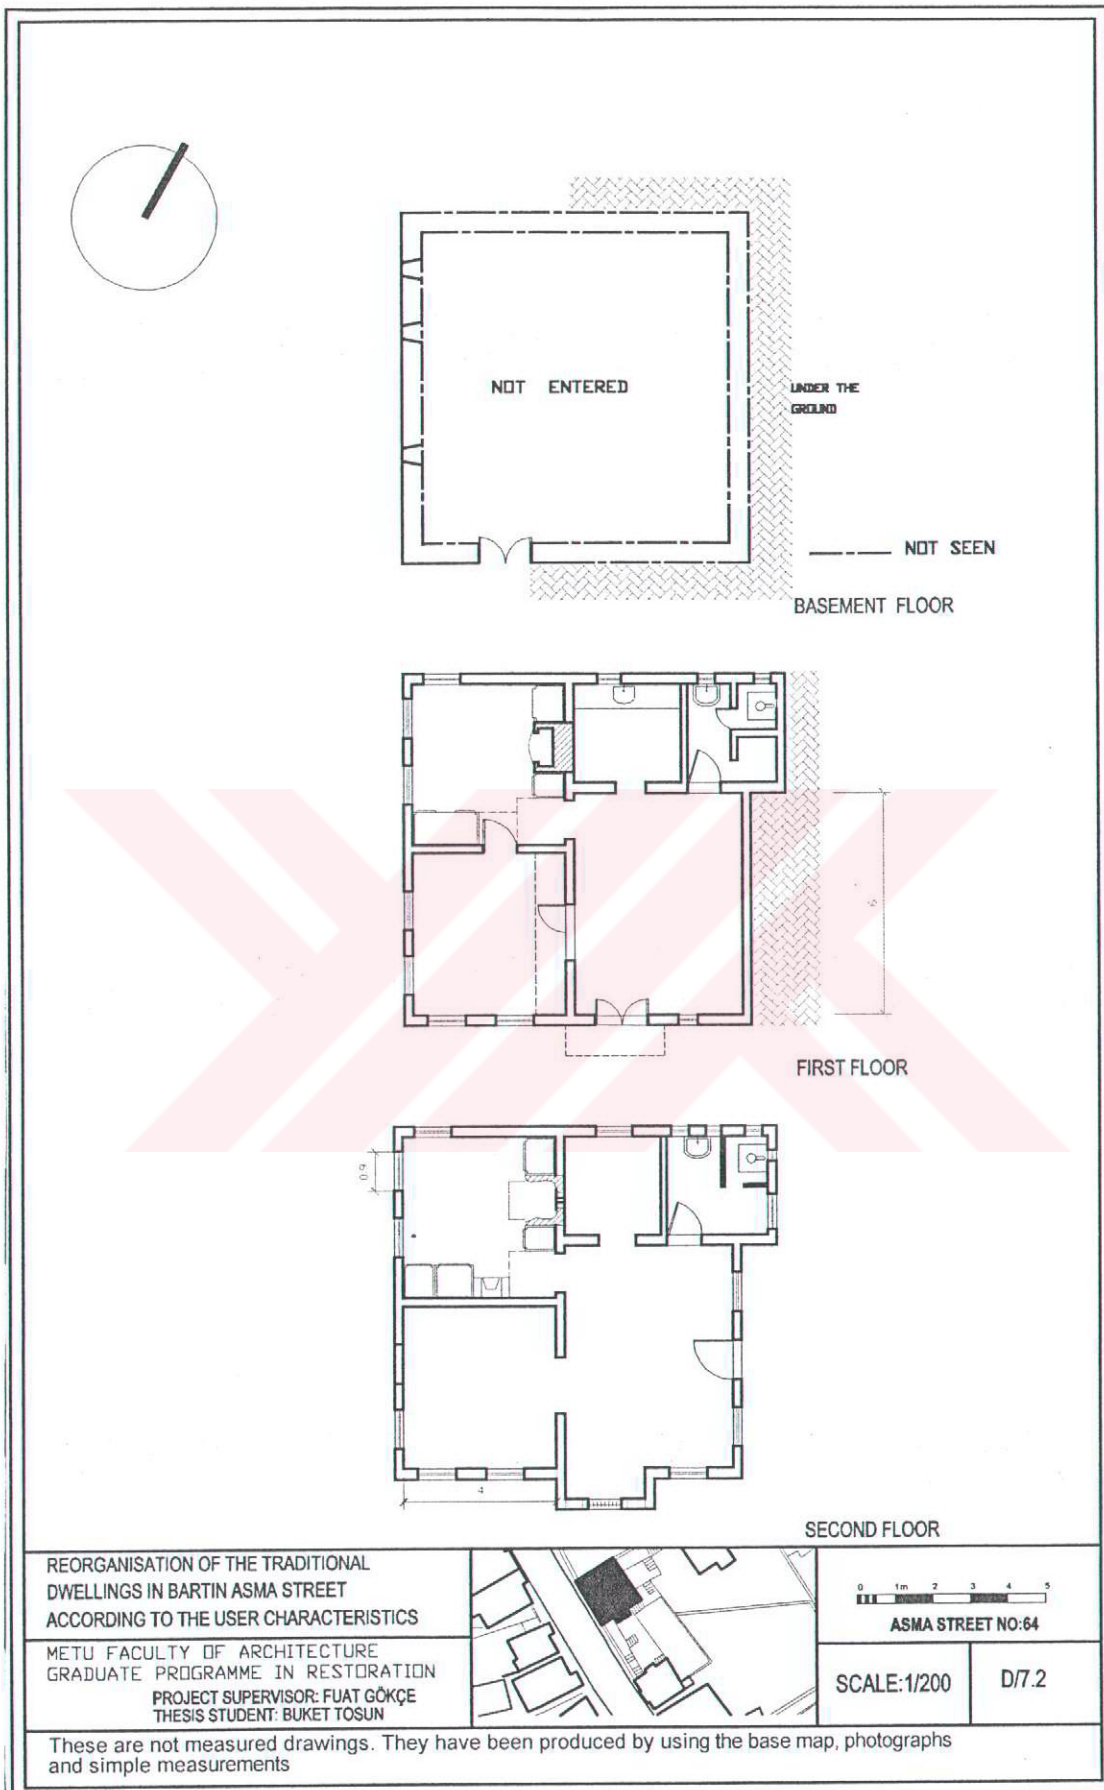 NOT ENTERED
UNDER THE
GROUND
NOT SEEN
BASEMENT FLOOR
6
FIRST FLOOR
0.9
4
SECOND FLOOR
REORGANISATION OF THE TRADITIONAL
DWELLINGS IN BARTIN ASMA STREET
ACCORDING TO THE USER CHARACTERISTICS
METU FACULTY OF ARCHITECTURE
GRADUATE PROGRAMME IN RESTORATION
PROJECT SUPERVISOR: FUAT GÖKÇE
THESIS STUDENT: BUKET TOSUN
0 1m 2 3 4 5
ASMA STREET NO:64
SCALE:1/200
D/7.2
These are not measured drawings. They have been produced by using the base map, photographs
and simple measurements